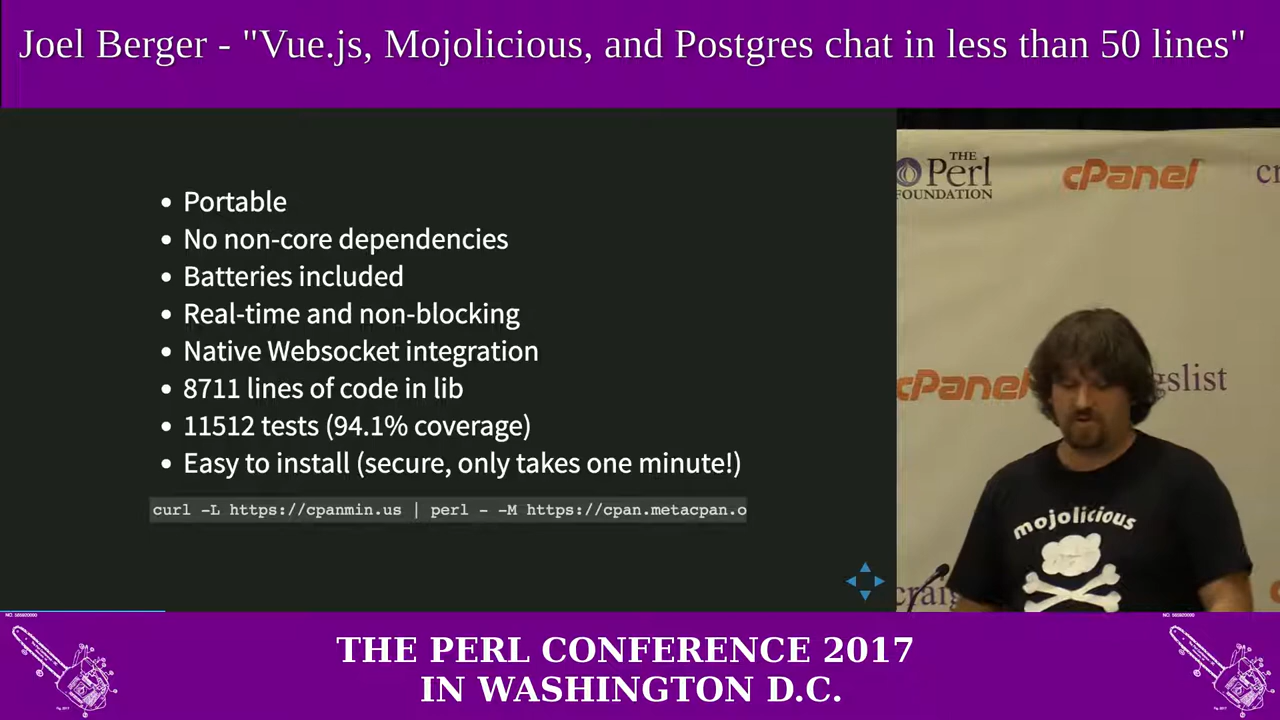 Joel Berger - "Vue.js, Mojolicious, and Postgres chat in less than 50 lines"
• Portable
• No non-core dependencies
• Batteries included
• Real-time and non-blocking
• Native Websocket integration
• 8711 lines of code in lib
• 11512 tests (94.1% coverage)
• Easy to install (secure, only takes one minute!)
curl -L https://cpanmin.us | perl - -M https://cpan.metacpan.o
THE
Perl
FOUNDATION
cPanel
cr
cPanel
gslist
mojolicious
craig
THE PERL CONFERENCE 2017
IN WASHINGTON D.C.